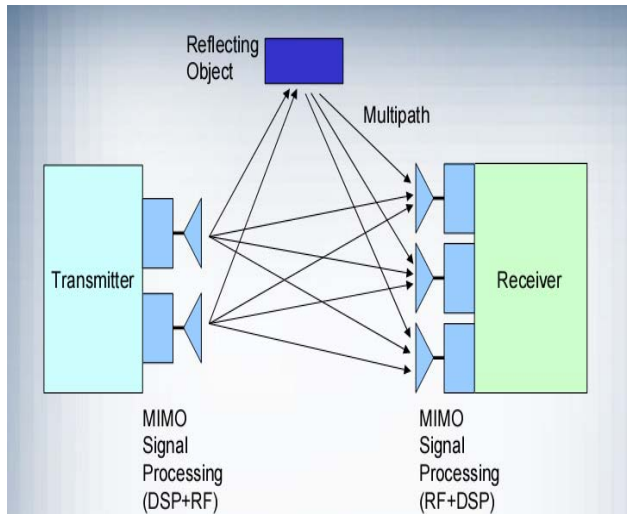 Reflecting
Object
Multipath
Transmitter
Receiver
MIMO
Signal
Processing
(DSP+RF)
MIMO
Signal
Processing
(RF+DSP)